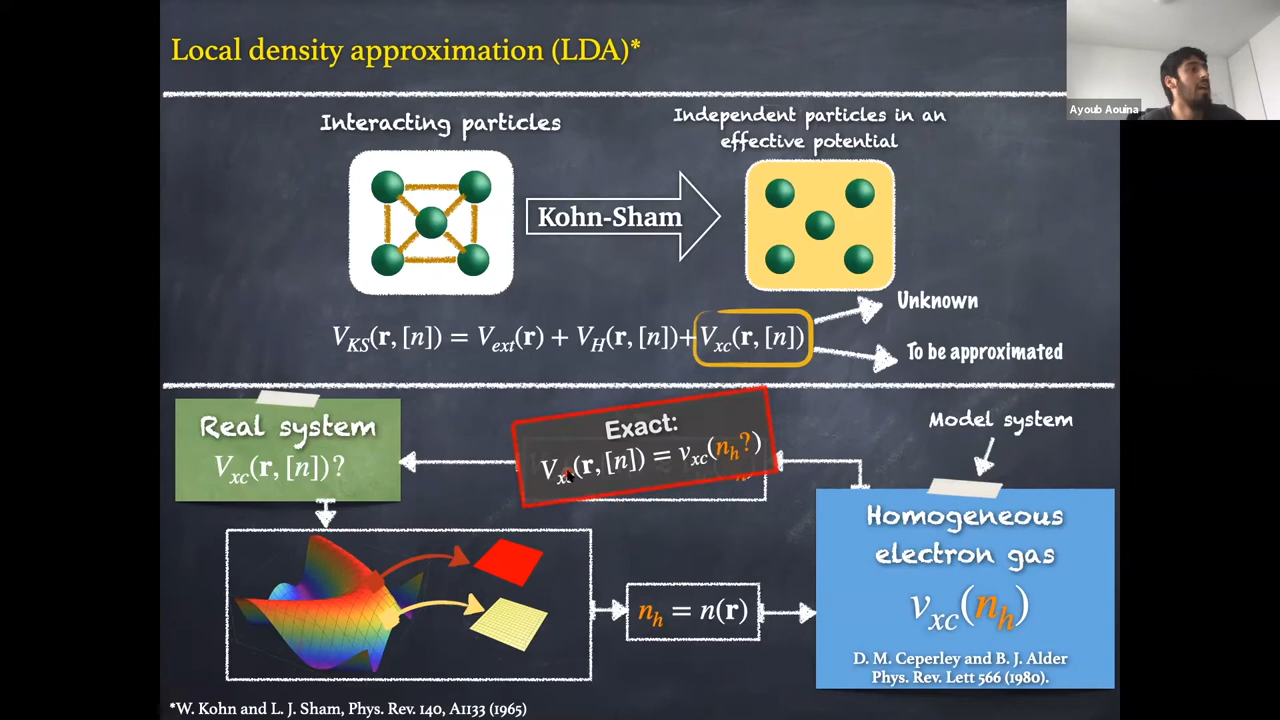 Local density approximation (LDA)*
Ayoub Aouina
Interacting particles
Independent particles in an
effective potential
Kohn-Sham
V_KS(r, [n]) = V_ext(r) + V_H(r, [n]) + V_xc(r, [n])
Unknown
To be approximated
Real system
V_xc(r, [n])?
Exact:
V_xc(r, [n]) = v_xc(n_h?)
Model system
Homogeneous
electron gas
v_xc(n_h)
D. M. Ceperley and B. J. Alder
Phys. Rev. Lett 566 (1980).
n_h = n(r)
*W. Kohn and L. J. Sham, Phys. Rev. 140, A1133 (1965)